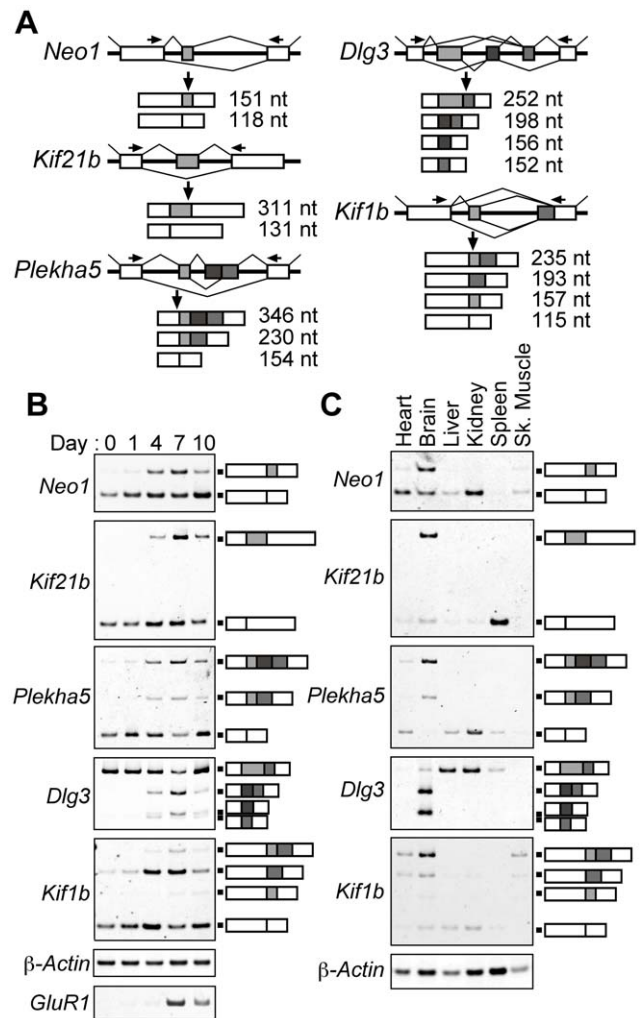 A
Neo1
151 nt
118 nt
Kif21b
311 nt
131 nt
Plekha5
346 nt
230 nt
154 nt
Dlg3
252 nt
198 nt
156 nt
152 nt
Kif1b
235 nt
193 nt
157 nt
115 nt
B
Day : 0 1 4 7 10
Neo1
Kif21b
Plekha5
Dlg3
Kif1b
β-Actin
GluR1
C
Heart
Brain
Liver
Kidney
Spleen
Sk. Muscle
Neo1
Kif21b
Plekha5
Dlg3
Kif1b
β-Actin